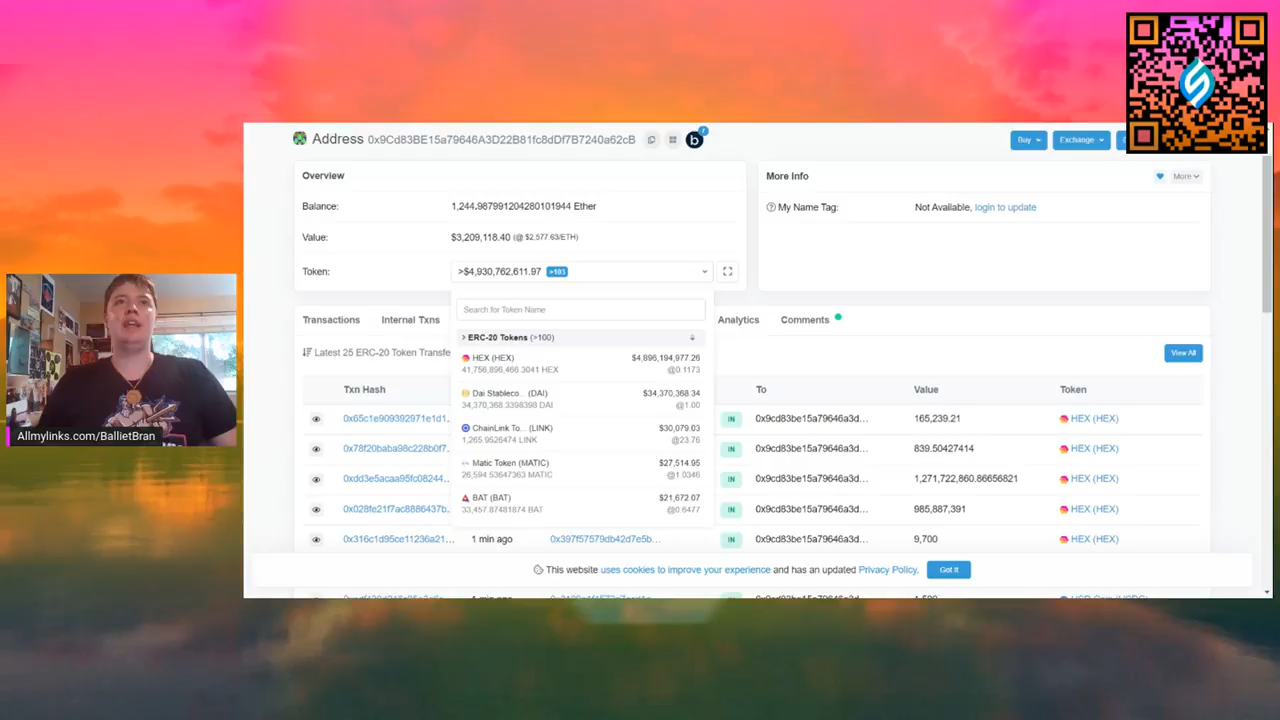 Address 0x9Cd83BE15a79646A3D22B81fc8dDf7B7240a62cB
Buy
Exchange
Overview
Balance: 1,244.987991204280101944 Ether
Value: $3,209,118.40 (@ $2,577.63/ETH)
Token: >$4,930,762,611.97 >103
More Info
More
My Name Tag: Not Available, login to update
Search for Token Name
ERC-20 Tokens (>100)
HEX (HEX) $4,896,194,977.26
41,756,896,466.3041 HEX @0.1173
Dai Stableco... (DAI) $34,370,368.34
34,370,368.3398398 DAI @1.00
ChainLink To... (LINK) $30,079.03
1,265.9526474 LINK @23.76
Matic Token (MATIC) $27,514.95
26,594.53647363 MATIC @1.0346
BAT (BAT) $21,672.07
33,457.87481874 BAT @0.6477
Transactions Internal Txns Analytics Comments
Latest 25 ERC-20 Token Transfe
View All
Txn Hash To Value Token
0x65c1e909392971e1d1... IN 0x9cd83be15a79646a3d... 165,239.21 HEX (HEX)
0x78f20baba98c228b0f7... IN 0x9cd83be15a79646a3d... 839.50427414 HEX (HEX)
0xdd3e5acaa95fc08244... IN 0x9cd83be15a79646a3d... 1,271,722,860.86656821 HEX (HEX)
0x028fe21f7ac8886437b... IN 0x9cd83be15a79646a3d... 985,887,391 HEX (HEX)
0x316c1d95ce11236a21... 1 min ago 0x397f57579db42d7e5b... IN 0x9cd83be15a79646a3d... 9,700 HEX (HEX)
This website uses cookies to improve your experience and has an updated Privacy Policy. Got It
Allmylinks.com/BallietBran